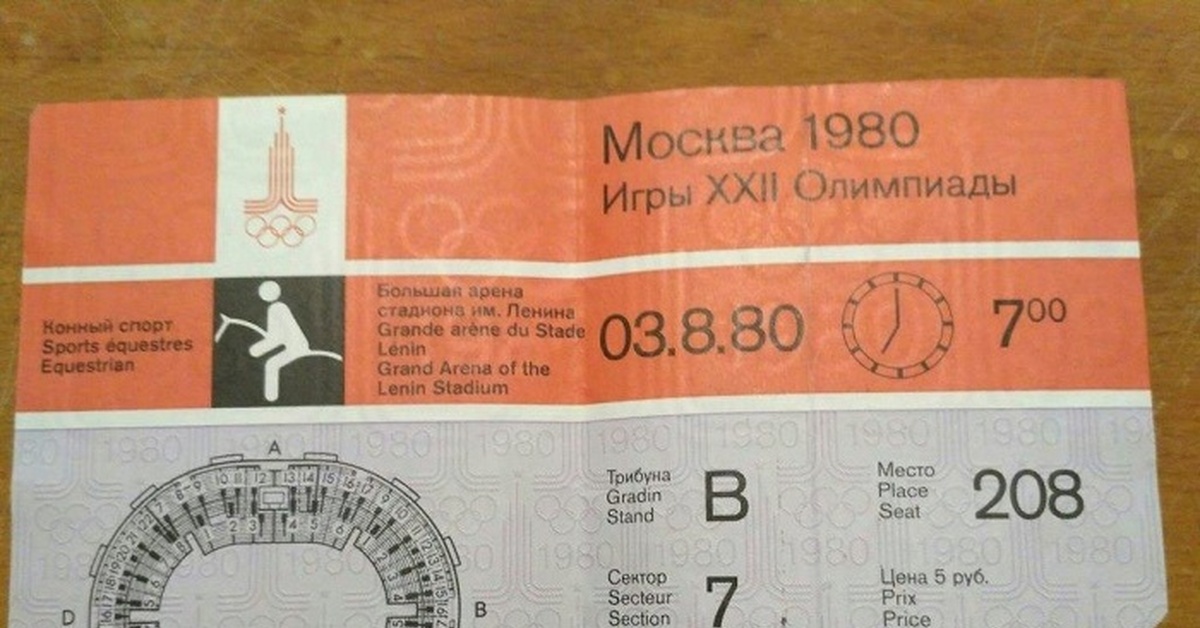 Москва 1980
Игры XXII Олимпиады
Конный спорт
Sports équestres
Equestrian
Большая арена
стадиона им. Ленина
Grande arène du Stade
Lénin
Grand Arena of the
Lenin Stadium
03.8.80
7⁰⁰
A
D
B
Трибуна
Gradin
Stand
B
Место
Place
Seat
208
Сектор
Secteur
Section
7
Цена 5 руб.
Prix
Price